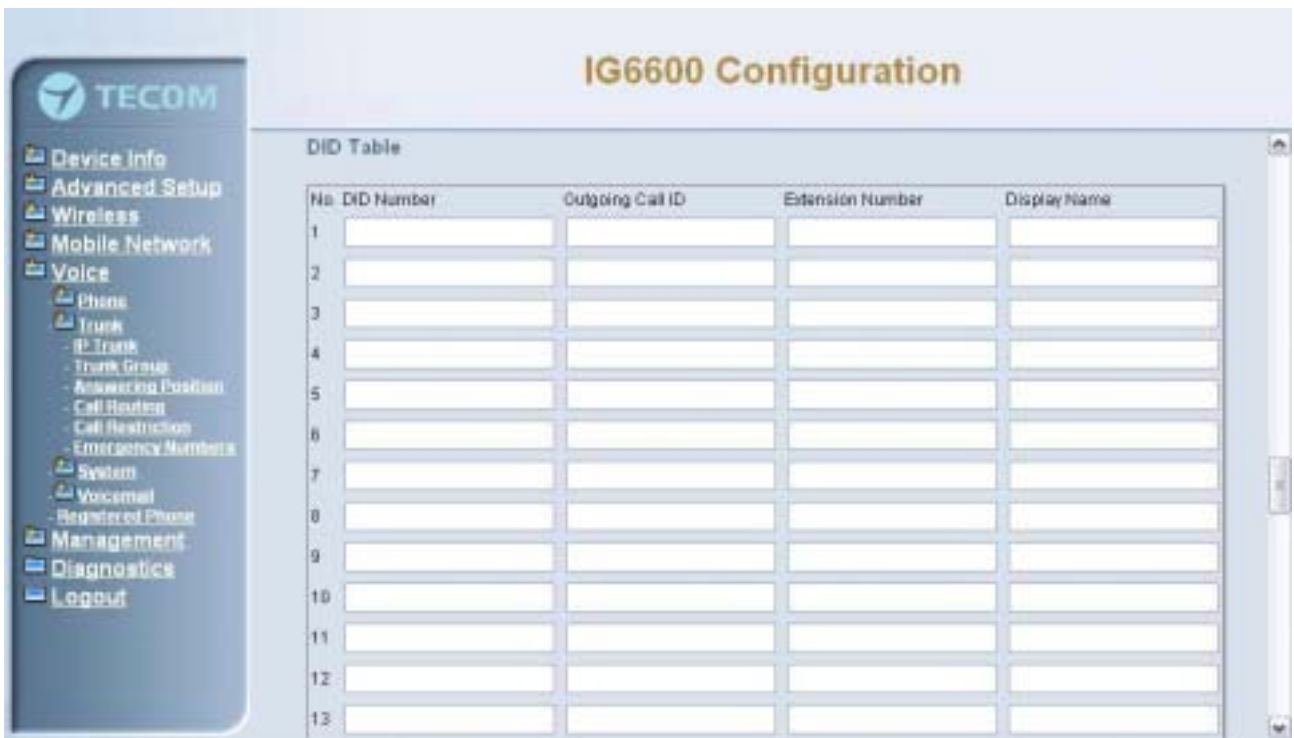 IG6600 Configuration
TECOM
Device Info
Advanced Setup
Wireless
Mobile Network
Voice
Phone
Trunk
- IP Trunk
- Trunk Group
- Answering Position
- Call Routing
- Call Restriction
- Emergency Numbers
System
Voicemail
- Registered Phone
Management
Diagnostics
Logout
DID Table
No DID Number Outgoing Call ID Extension Number Display Name
1
2
3
4
5
6
7
8
9
10
11
12
13